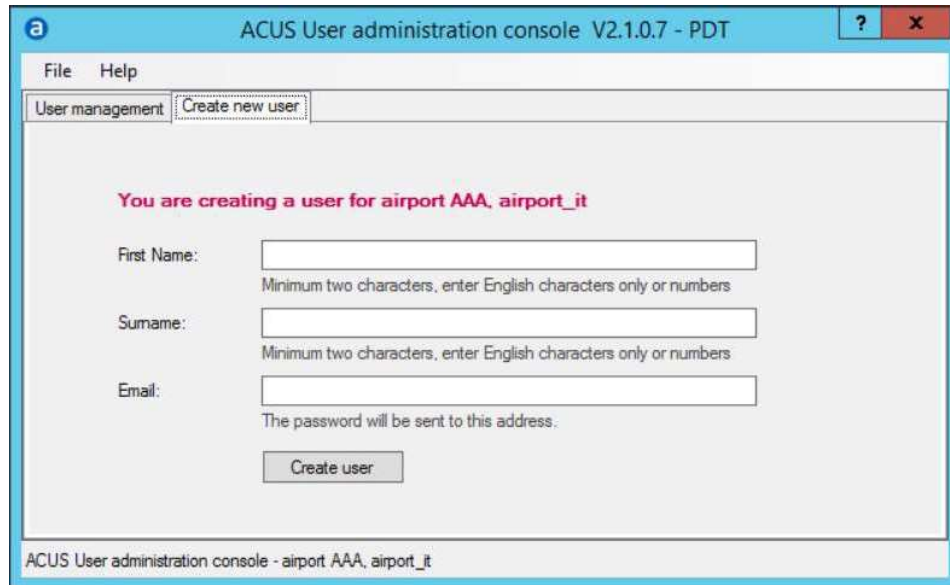 a
ACUS User administration console V2.1.0.7 - PDT
? x
File Help
User management Create new user
You are creating a user for airport AAA, airport_it
First Name:
Minimum two characters, enter English characters only or numbers
Surname:
Minimum two characters, enter English characters only or numbers
Email:
The password will be sent to this address.
Create user
ACUS User administration console - airport AAA, airport_it